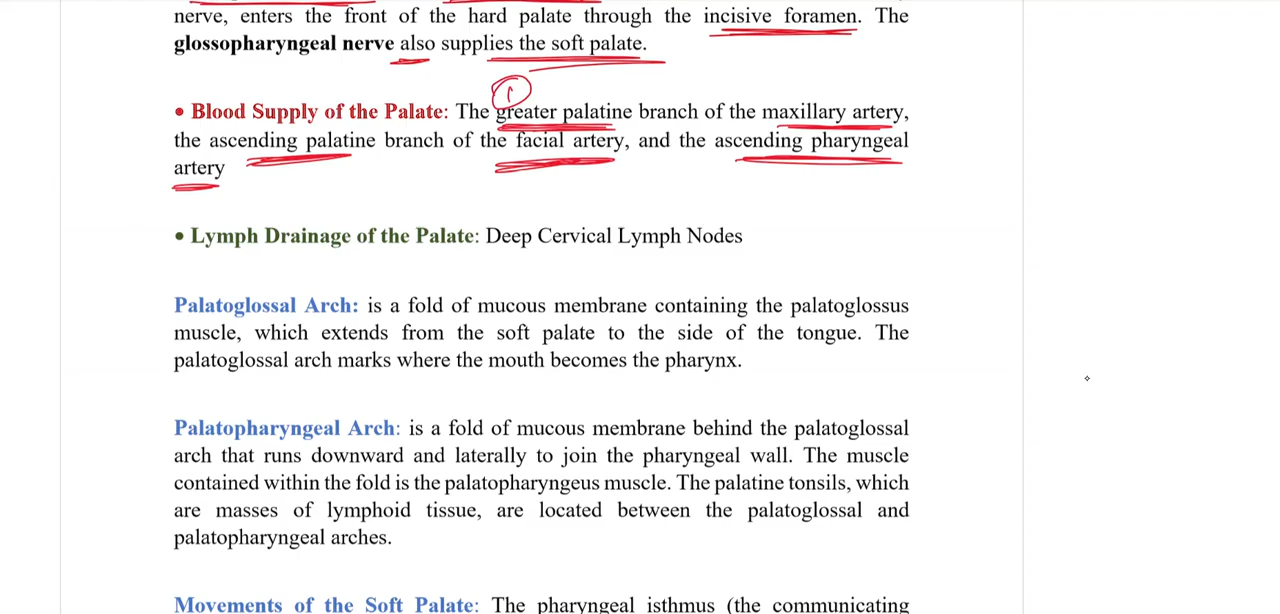 nerve, enters the front of the hard palate through the incisive foramen. The
glossopharyngeal nerve also supplies the soft palate.
1
• Blood Supply of the Palate: The greater palatine branch of the maxillary artery,
the ascending palatine branch of the facial artery, and the ascending pharyngeal
artery
• Lymph Drainage of the Palate: Deep Cervical Lymph Nodes
Palatoglossal Arch: is a fold of mucous membrane containing the palatoglossus
muscle, which extends from the soft palate to the side of the tongue. The
palatoglossal arch marks where the mouth becomes the pharynx.
Palatopharyngeal Arch: is a fold of mucous membrane behind the palatoglossal
arch that runs downward and laterally to join the pharyngeal wall. The muscle
contained within the fold is the palatopharyngeus muscle. The palatine tonsils, which
are masses of lymphoid tissue, are located between the palatoglossal and
palatopharyngeal arches.
Movements of the Soft Palate: The pharyngeal isthmus (the communicating